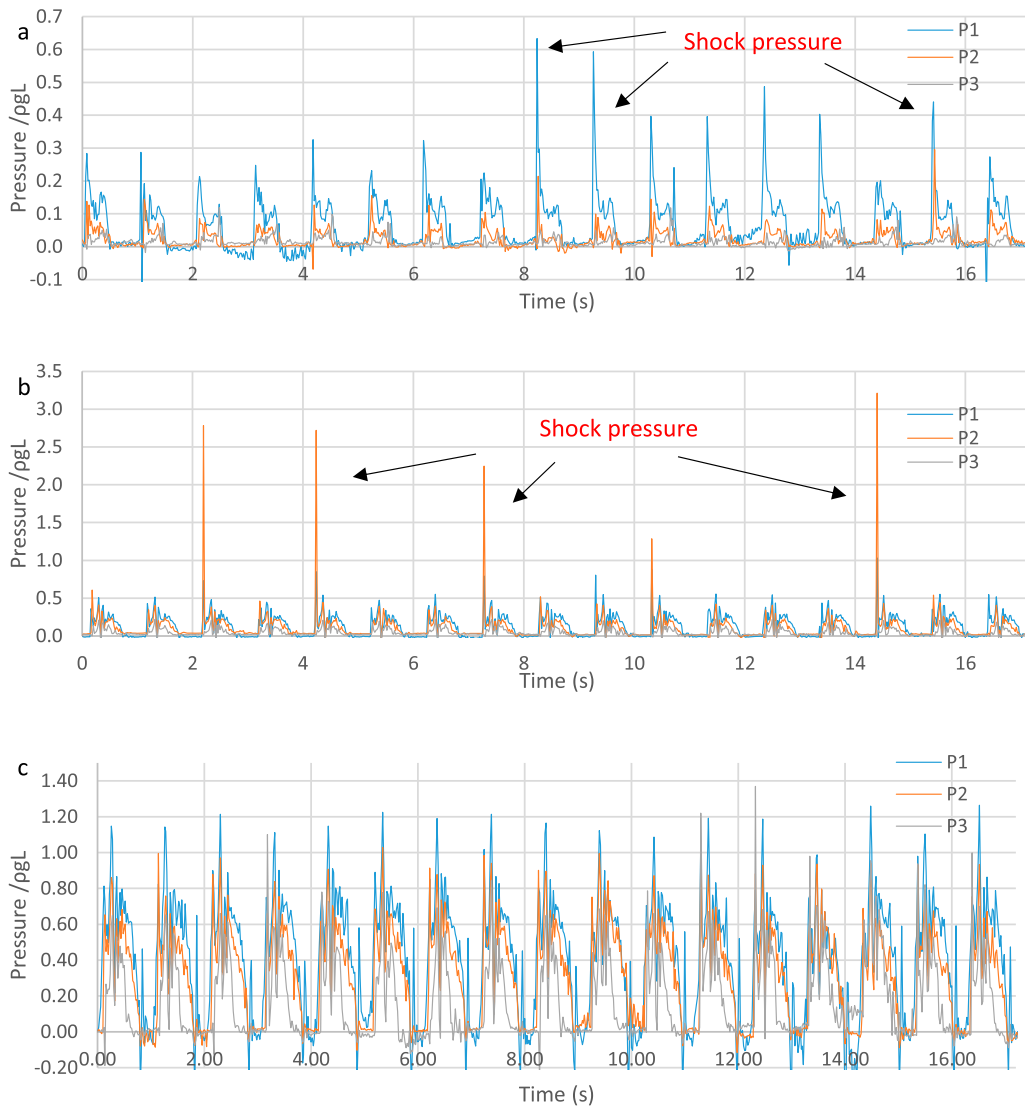 a
0.7
0.6
0.5
0.4
0.3
0.2
0.1
0.0
-0.1
Pressure /ρgL
Shock pressure
P1
P2
P3
0 2 4 6 8 10 12 14 16
Time (s)
b
3.5
3.0
2.5
2.0
1.5
1.0
0.5
0.0
Pressure /ρgL
Shock pressure
P1
P2
P3
0 2 4 6 8 10 12 14 16
Time (s)
c
1.40
1.20
1.00
0.80
0.60
0.40
0.20
0.00
-0.20
Pressure /ρgL
P1
P2
P3
0.00 2.00 4.00 6.00 8.00 10.00 12.00 14.00 16.00
Time (s)